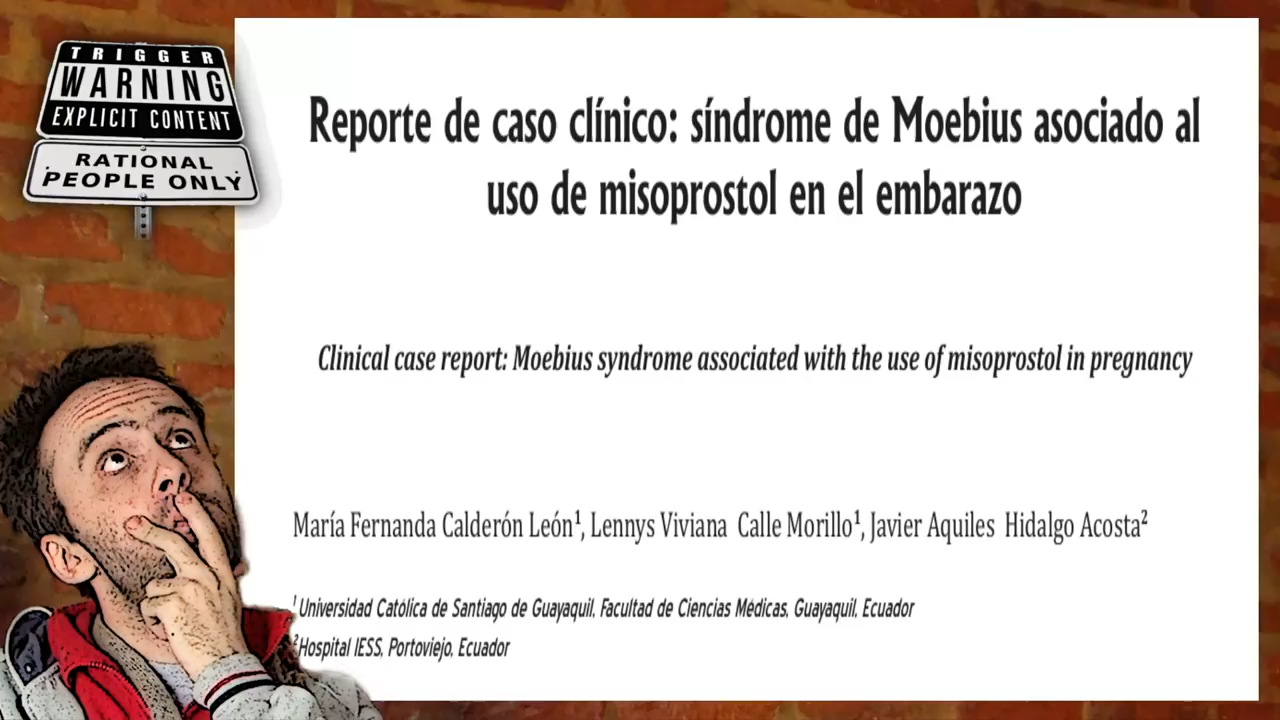 TRIGGER
WARNING
EXPLICIT CONTENT
RATIONAL
PEOPLE ONLY
Reporte de caso clínico: síndrome de Moebius asociado al
uso de misoprostol en el embarazo
Clinical case report: Moebius syndrome associated with the use of misoprostol in pregnancy
María Fernanda Calderón León¹, Lennys Viviana Calle Morillo¹, Javier Aquiles Hidalgo Acosta²
¹ Universidad Católica de Santiago de Guayaquil, Facultad de Ciencias Médicas, Guayaquil, Ecuador
² Hospital IESS, Portoviejo, Ecuador